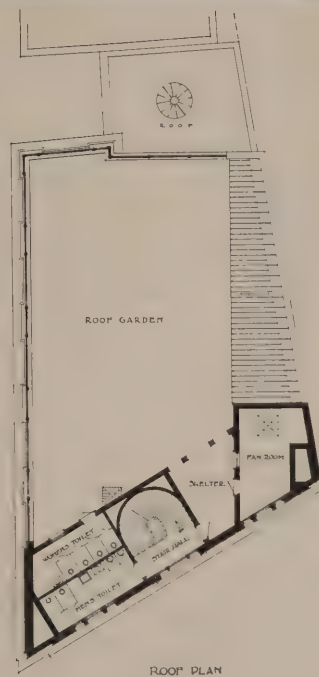 ROOF
ROOF GARDEN
FAN ROOM
SHELTER
WOMEN'S TOILET
STAIR HALL
MEN'S TOILET
ROOF PLAN